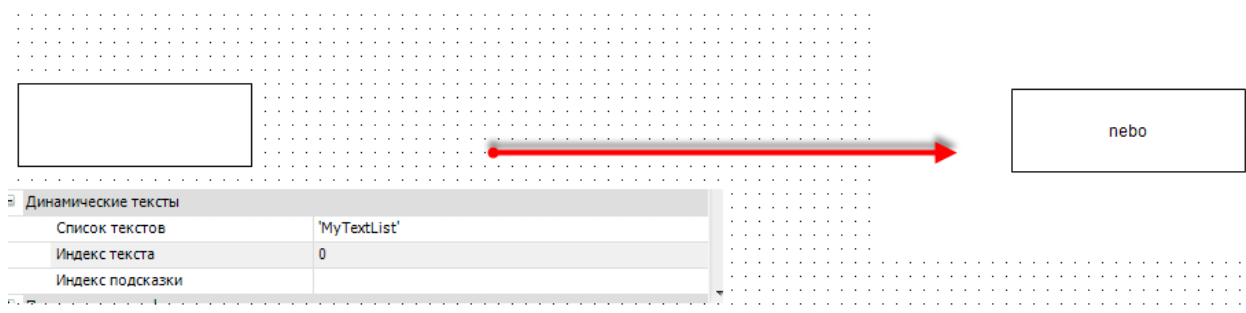 nebo
Динамические тексты
Список текстов 'MyTextList'
Индекс текста 0
Индекс подсказки